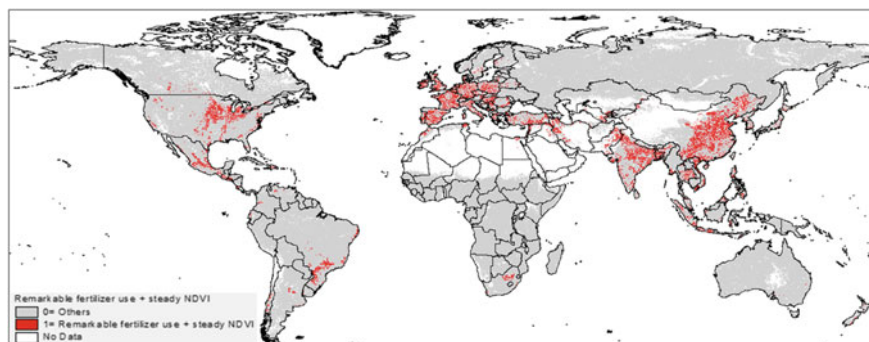 Remarkable fertilizer use + steady NDVI
0= Others
1= Remarkable fertilizer use + steady NDVI
No Data